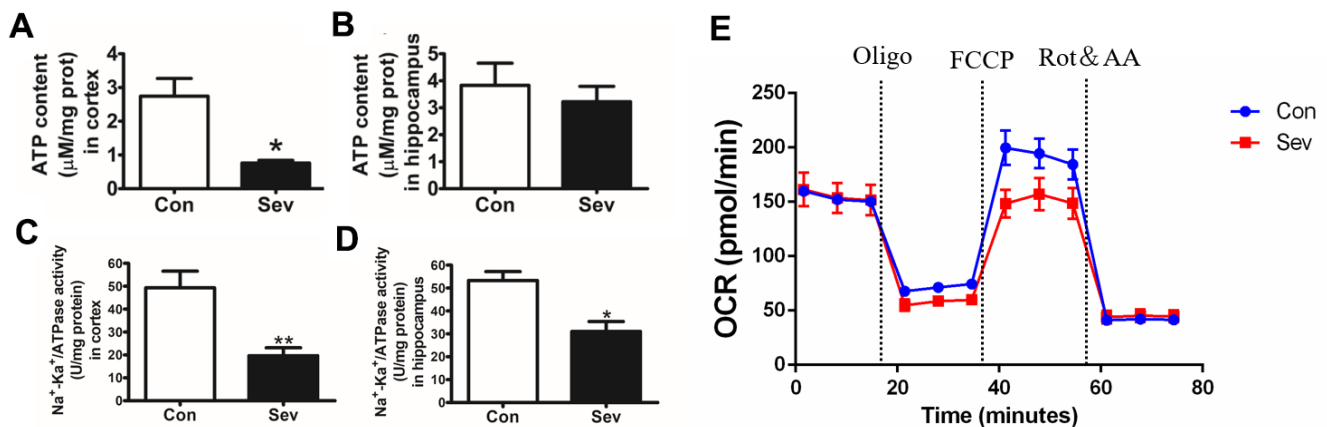 A
ATP content
(μM/mg prot)
in cortex
4
3
2
1
0
*
Con
Sev
B
ATP content
(μM/mg prot)
in hippocampus
5
4
3
2
1
0
Con
Sev
C
Na⁺-Ka⁺/ATPase activity
(U/mg protein)
in cortex
60
50
40
30
20
10
0
**
Con
Sev
D
Na⁺-Ka⁺/ATPase activity
(U/mg protein)
in hippocampus
60
50
40
30
20
10
0
*
Con
Sev
E
Oligo
FCCP
Rot & AA
OCR (pmol/min)
250
200
150
100
50
0
0
20
40
60
80
Time (minutes)
Con
Sev